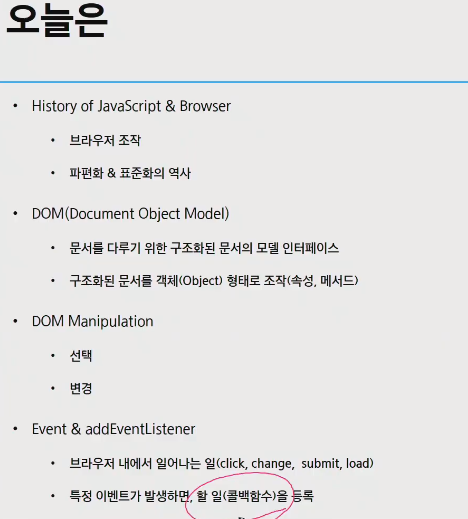 오늘은
• History of JavaScript & Browser
• 브라우저 조작
• 파편화 & 표준화의 역사
• DOM(Document Object Model)
• 문서를 다루기 위한 구조화된 문서의 모델 인터페이스
• 구조화된 문서를 객체(Object) 형태로 조작(속성, 메서드)
• DOM Manipulation
• 선택
• 변경
• Event & addEventListener
• 브라우저 내에서 일어나는 일(click, change, submit, load)
• 특정 이벤트가 발생하면, 할 일(콜백함수)을 등록